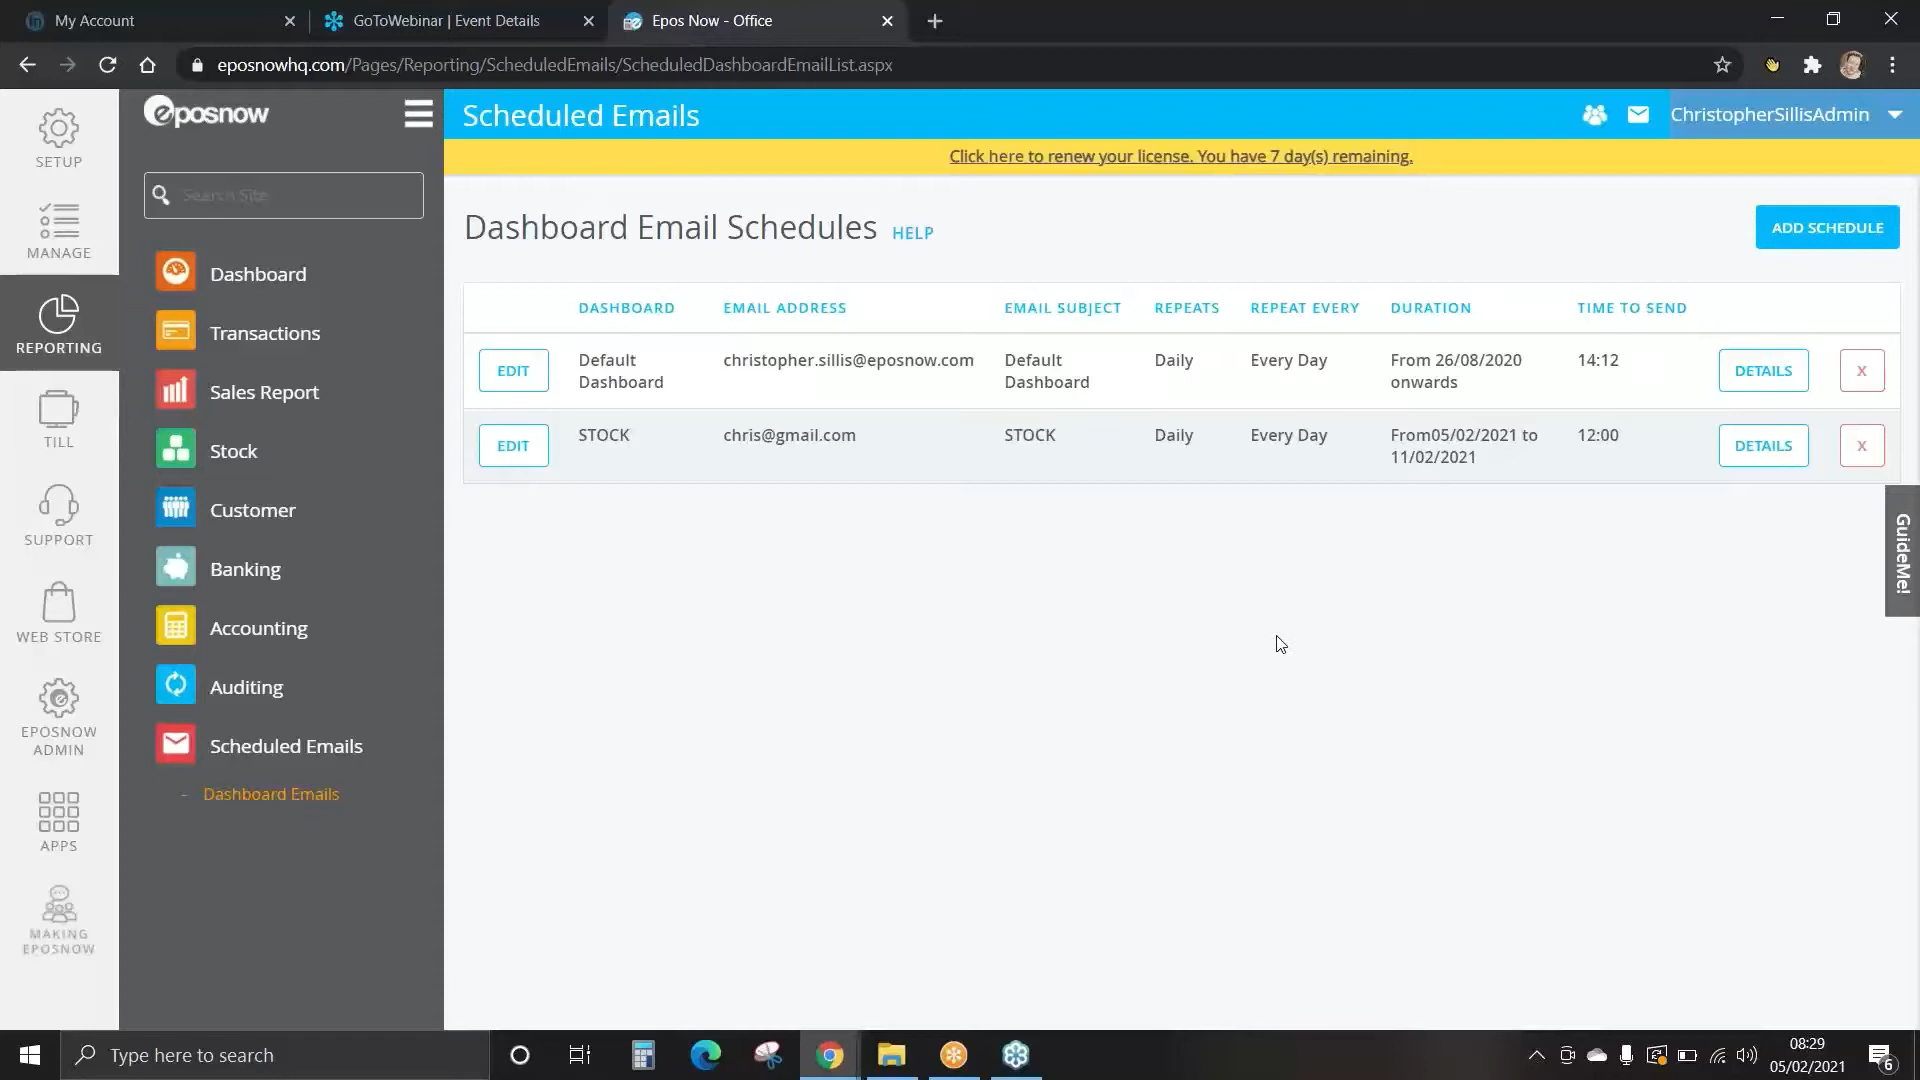 My Account
GoToWebinar | Event Details
Epos Now - Office
eposnowhq.com/Pages/Reporting/ScheduledEmails/ScheduledDashboardEmailList.aspx
SETUP
MANAGE
REPORTING
TILL
SUPPORT
WEB STORE
EPOSNOW
ADMIN
APPS
MAKING
EPOSNOW
eposnow
Search Site
Dashboard
Transactions
Sales Report
Stock
Customer
Banking
Accounting
Auditing
Scheduled Emails
- Dashboard Emails
Scheduled Emails
ChristopherSillisAdmin
Click here to renew your license. You have 7 day(s) remaining.
Dashboard Email Schedules HELP
ADD SCHEDULE
DASHBOARD EMAIL ADDRESS EMAIL SUBJECT REPEATS REPEAT EVERY DURATION TIME TO SEND
EDIT Default christopher.sillis@eposnow.com Default Daily Every Day From 26/08/2020 14:12 DETAILS X
Dashboard Dashboard onwards
EDIT STOCK chris@gmail.com STOCK Daily Every Day From05/02/2021 to 12:00 DETAILS X
11/02/2021
GuideMe!
Type here to search
08:29
05/02/2021
6